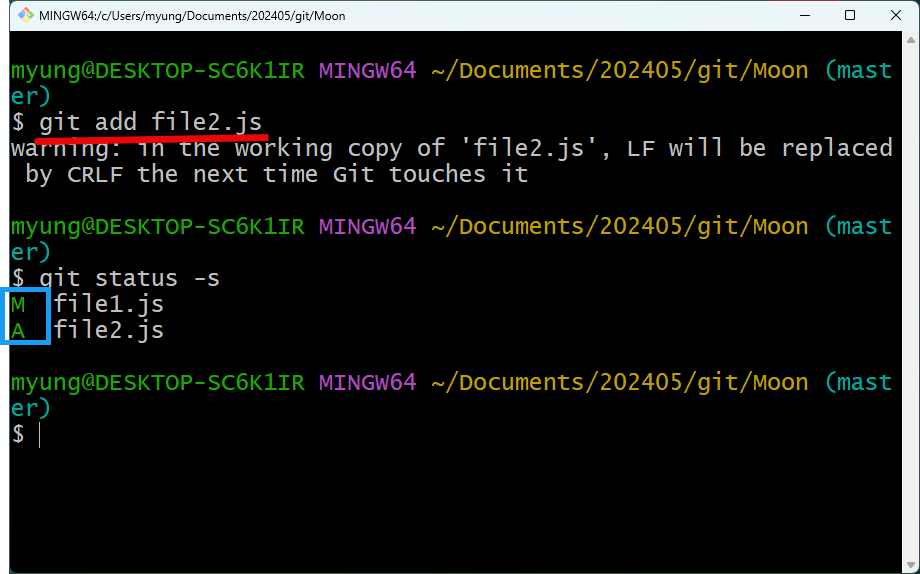 MINGW64:/c/Users/myung/Documents/202405/git/Moon
myung@DESKTOP-SC6K1IR MINGW64 ~/Documents/202405/git/Moon (mast
er)
$ git add file2.js
warning: in the working copy of 'file2.js', LF will be replaced
 by CRLF the next time Git touches it
myung@DESKTOP-SC6K1IR MINGW64 ~/Documents/202405/git/Moon (mast
er)
$ git status -s
M  file1.js
A  file2.js
myung@DESKTOP-SC6K1IR MINGW64 ~/Documents/202405/git/Moon (mast
er)
$